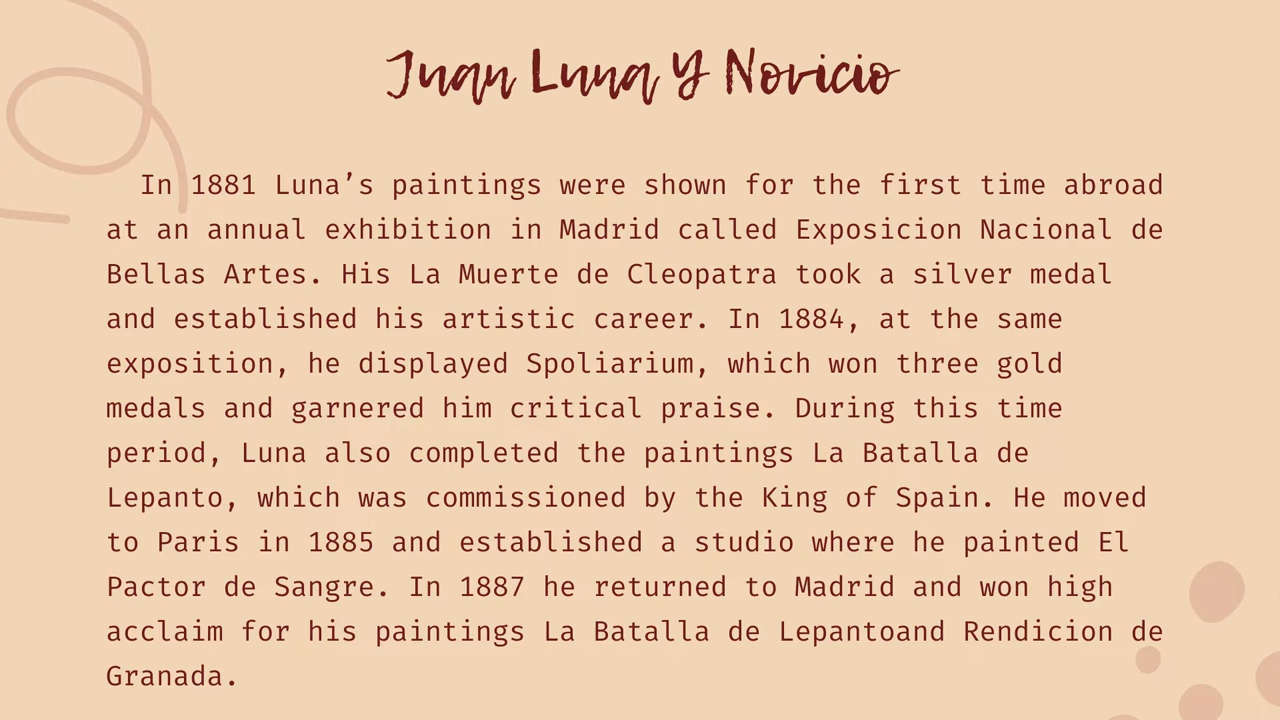 Juan Luna Y Novicio
In 1881 Luna’s paintings were shown for the first time abroad
at an annual exhibition in Madrid called Exposicion Nacional de
Bellas Artes. His La Muerte de Cleopatra took a silver medal
and established his artistic career. In 1884, at the same
exposition, he displayed Spoliarium, which won three gold
medals and garnered him critical praise. During this time
period, Luna also completed the paintings La Batalla de
Lepanto, which was commissioned by the King of Spain. He moved
to Paris in 1885 and established a studio where he painted El
Pactor de Sangre. In 1887 he returned to Madrid and won high
acclaim for his paintings La Batalla de Lepantoand Rendicion de
Granada.